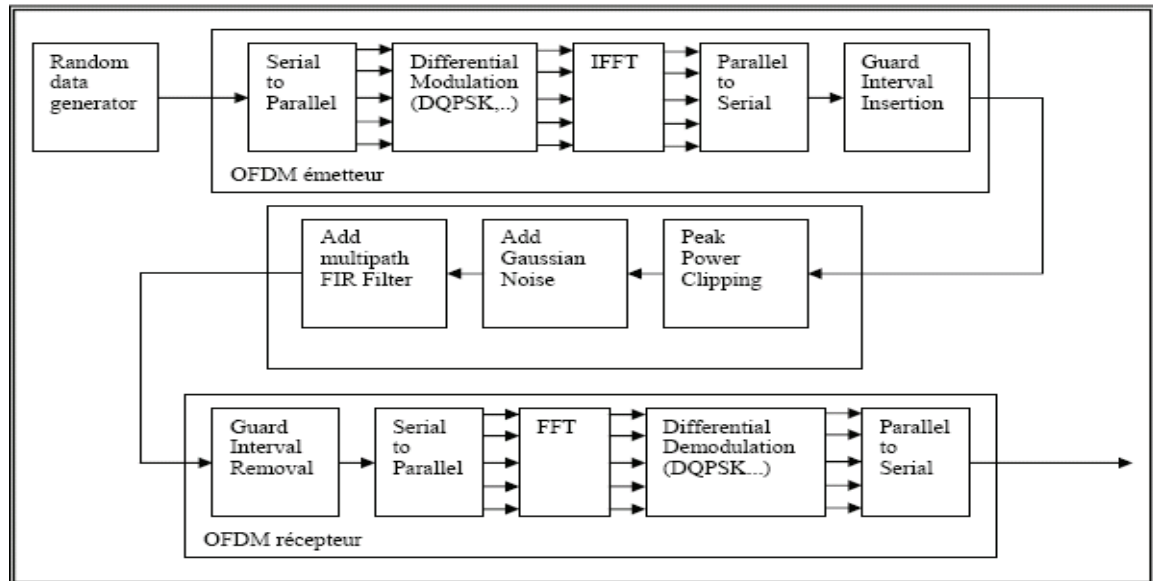 Random
data
generator
Serial
to
Parallel
Differential
Modulation
(DQPSK,..)
IFFT
Parallel
to
Serial
Guard
Interval
Insertion
OFDM émetteur
Add
multipath
FIR Filter
Add
Gaussian
Noise
Peak
Power
Clipping
Guard
Interval
Removal
Serial
to
Parallel
FFT
Differential
Demodulation
(DQPSK...)
Parallel
to
Serial
OFDM récepteur